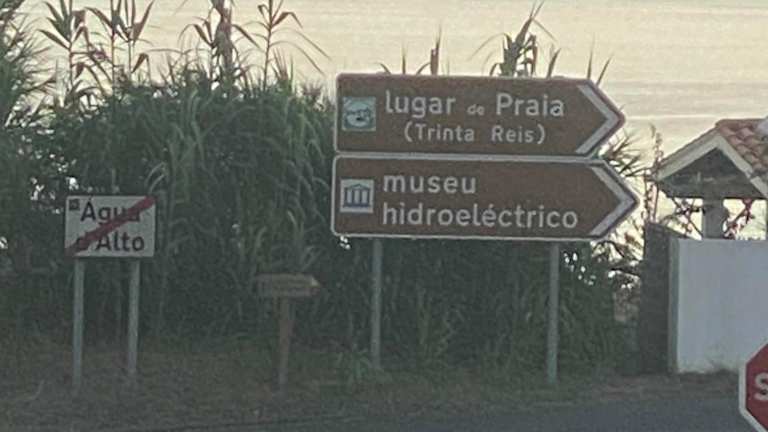 lugar de Praia
(Trinta Reis)
museu
hidroeléctrico
Água
d'Alto
S